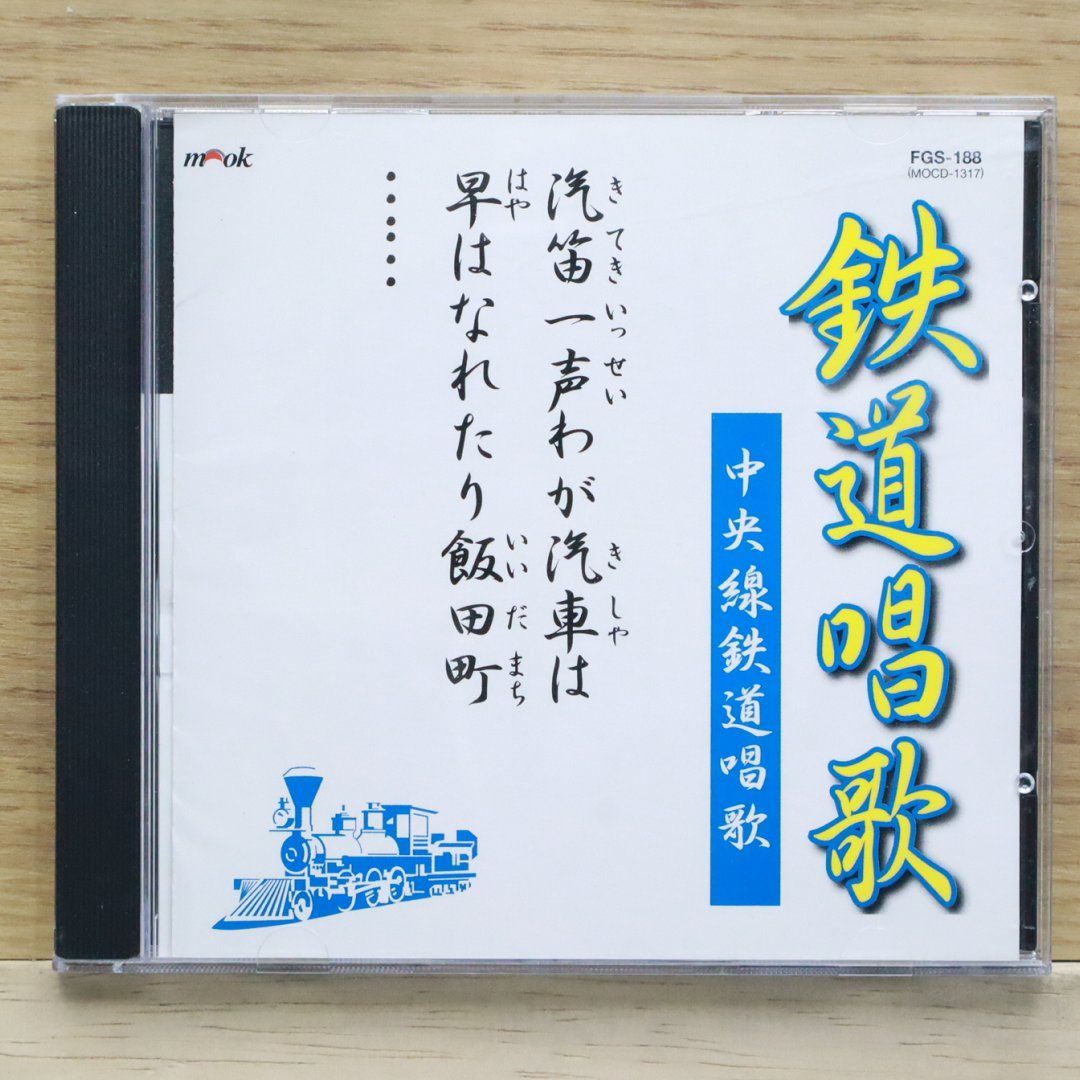 mook
FGS-188
(MOCD-1317)
鉄道唱歌
中央線鉄道唱歌
きてきいっせい きしゃ
汽笛一声わが汽車は
はや いいだまち
早はなれたり飯田町
……